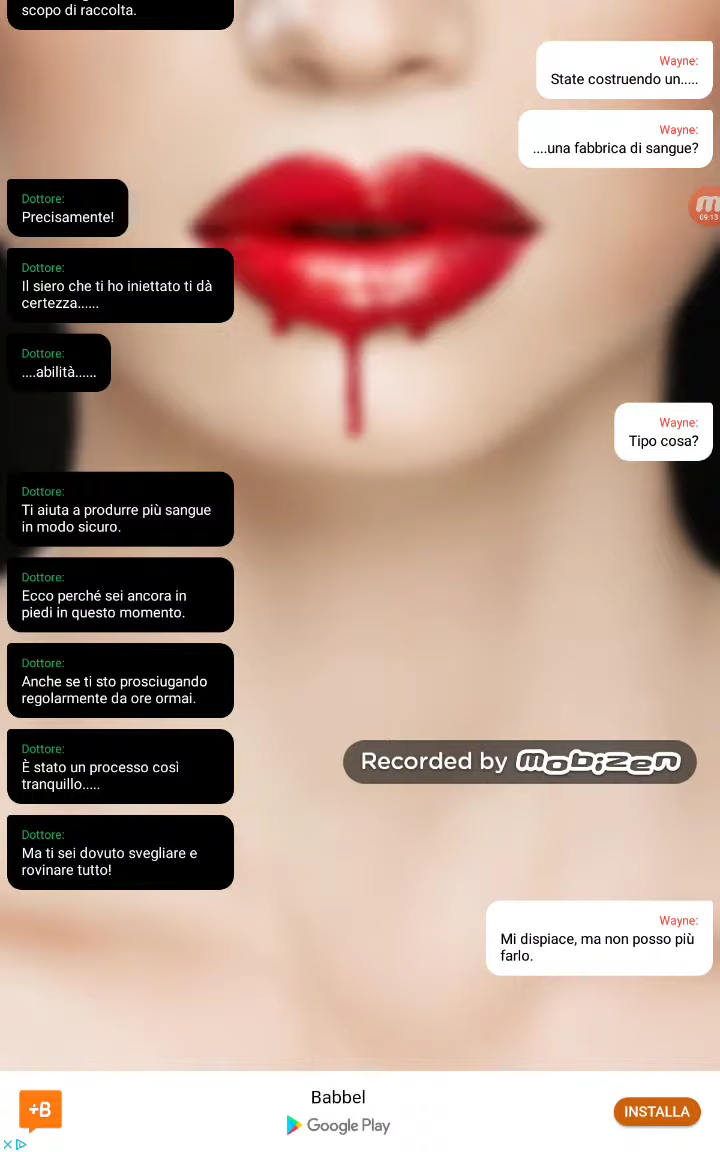 scopo di raccolta.
Wayne:
State costruendo un.....
Wayne:
....una fabbrica di sangue?
Dottore:
Precisamente!
09:13
Dottore:
Il siero che ti ho iniettato ti dà
certezza......
Dottore:
....abilità......
Wayne:
Tipo cosa?
Dottore:
Ti aiuta a produrre più sangue
in modo sicuro.
Dottore:
Ecco perché sei ancora in
piedi in questo momento.
Dottore:
Anche se ti sto prosciugando
regolarmente da ore ormai.
Dottore:
È stato un processo così
tranquillo.....
Recorded by mobizen
Dottore:
Ma ti sei dovuto svegliare e
rovinare tutto!
Wayne:
Mi dispiace, ma non posso più
farlo.
+B
Babbel
Google Play
INSTALLA